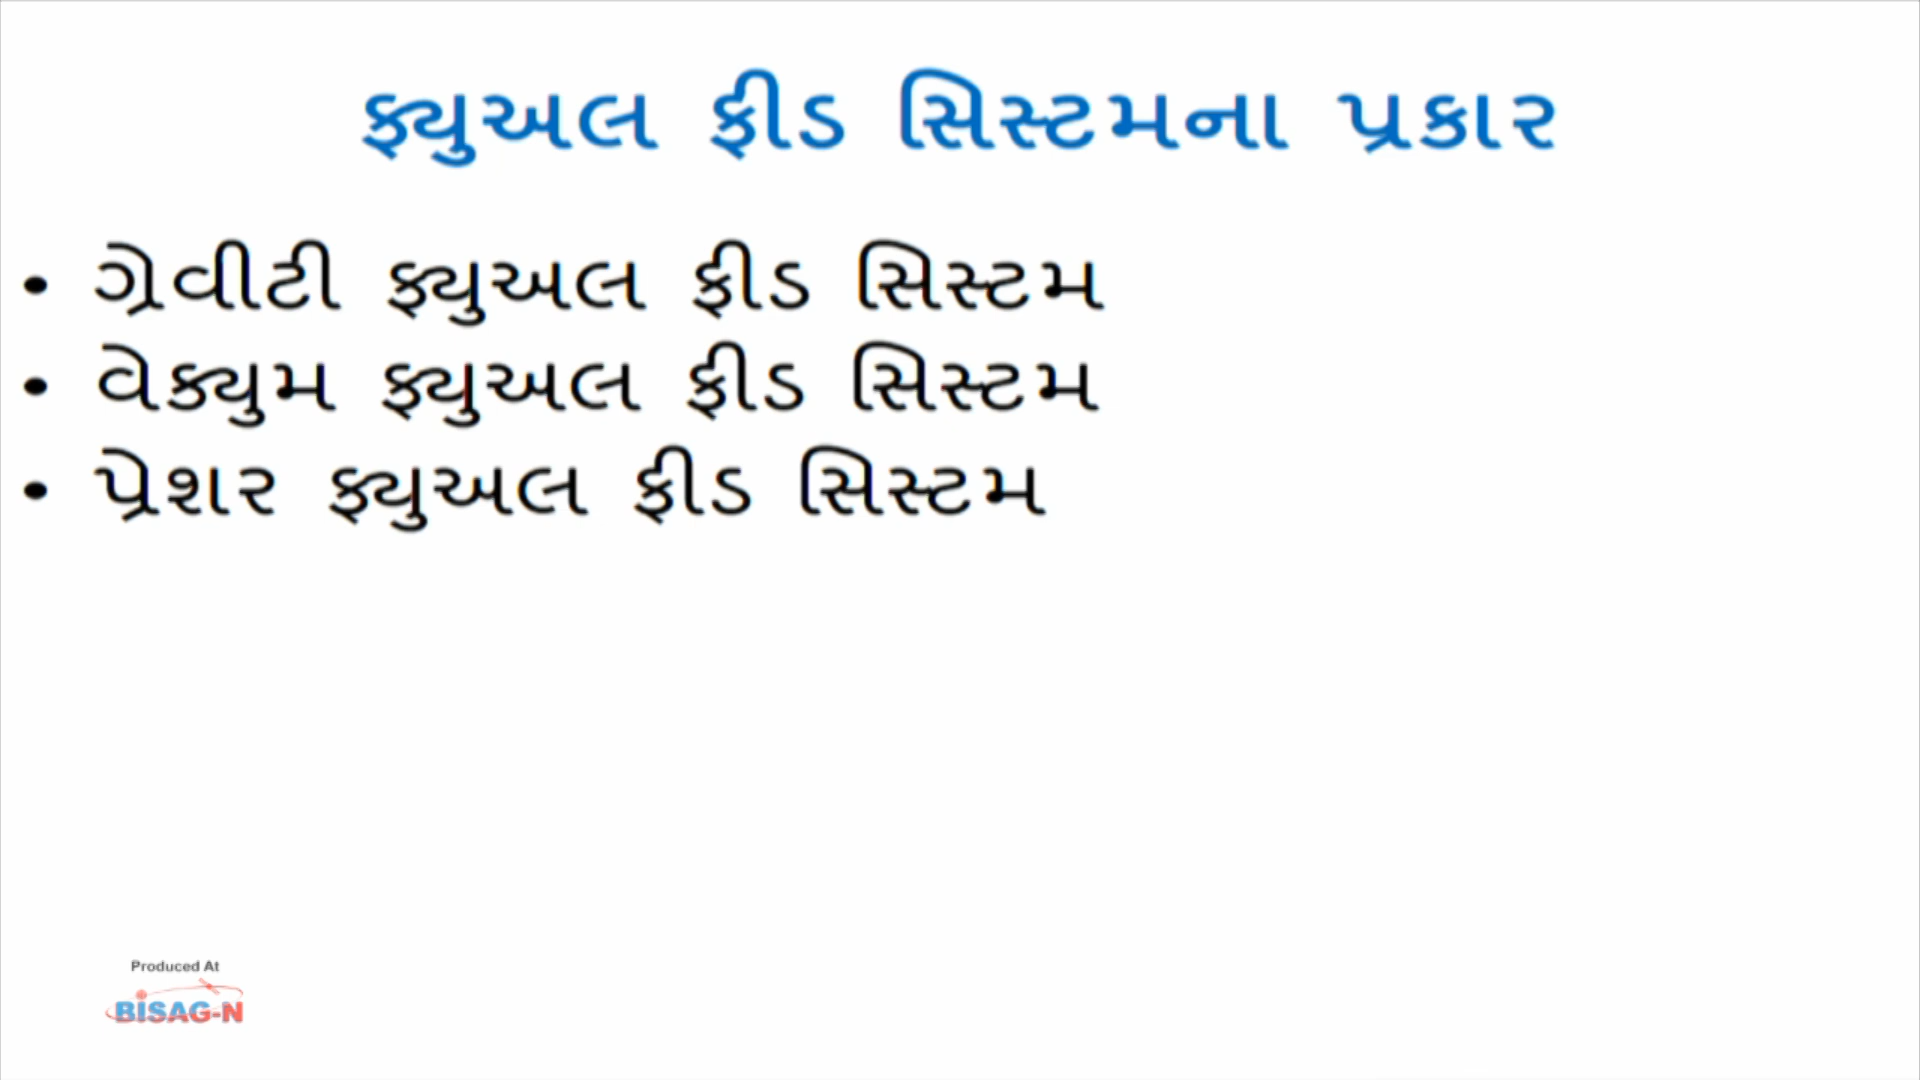 ફ્યુઅલ ફીડ સિસ્ટમના પ્રકાર
• ગ્રેવીટી ફ્યુઅલ ફીડ સિસ્ટમ
• વેક્યુમ ફ્યુઅલ ફીડ સિસ્ટમ
• પ્રેશર ફ્યુઅલ ફીડ સિસ્ટમ
Produced At
BISAG-N